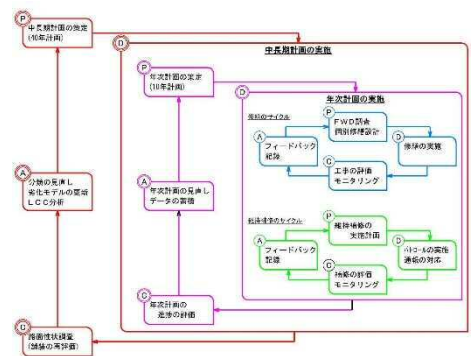 P
中長期計画の策定
(40年計画)
D
中長期計画の実施
P
年次計画の策定
(10年計画)
D
年次計画の実施
修繕のサイクル
P
FWD調査
個別修繕設計
A
フィードバック
記録
D
修繕の実施
C
工事の評価
モニタリング
A
分類の見直し
劣化モデルの更新
LCC分析
A
年次計画の見直し
データの蓄積
維持補修のサイクル
P
維持補修の
実施計画
A
フィードバック
記録
D
パトロールの実施
通報の対応
C
補修の評価
モニタリング
C
年次計画の
進捗の評価
C
路面性状調査
(舗装の再評価)